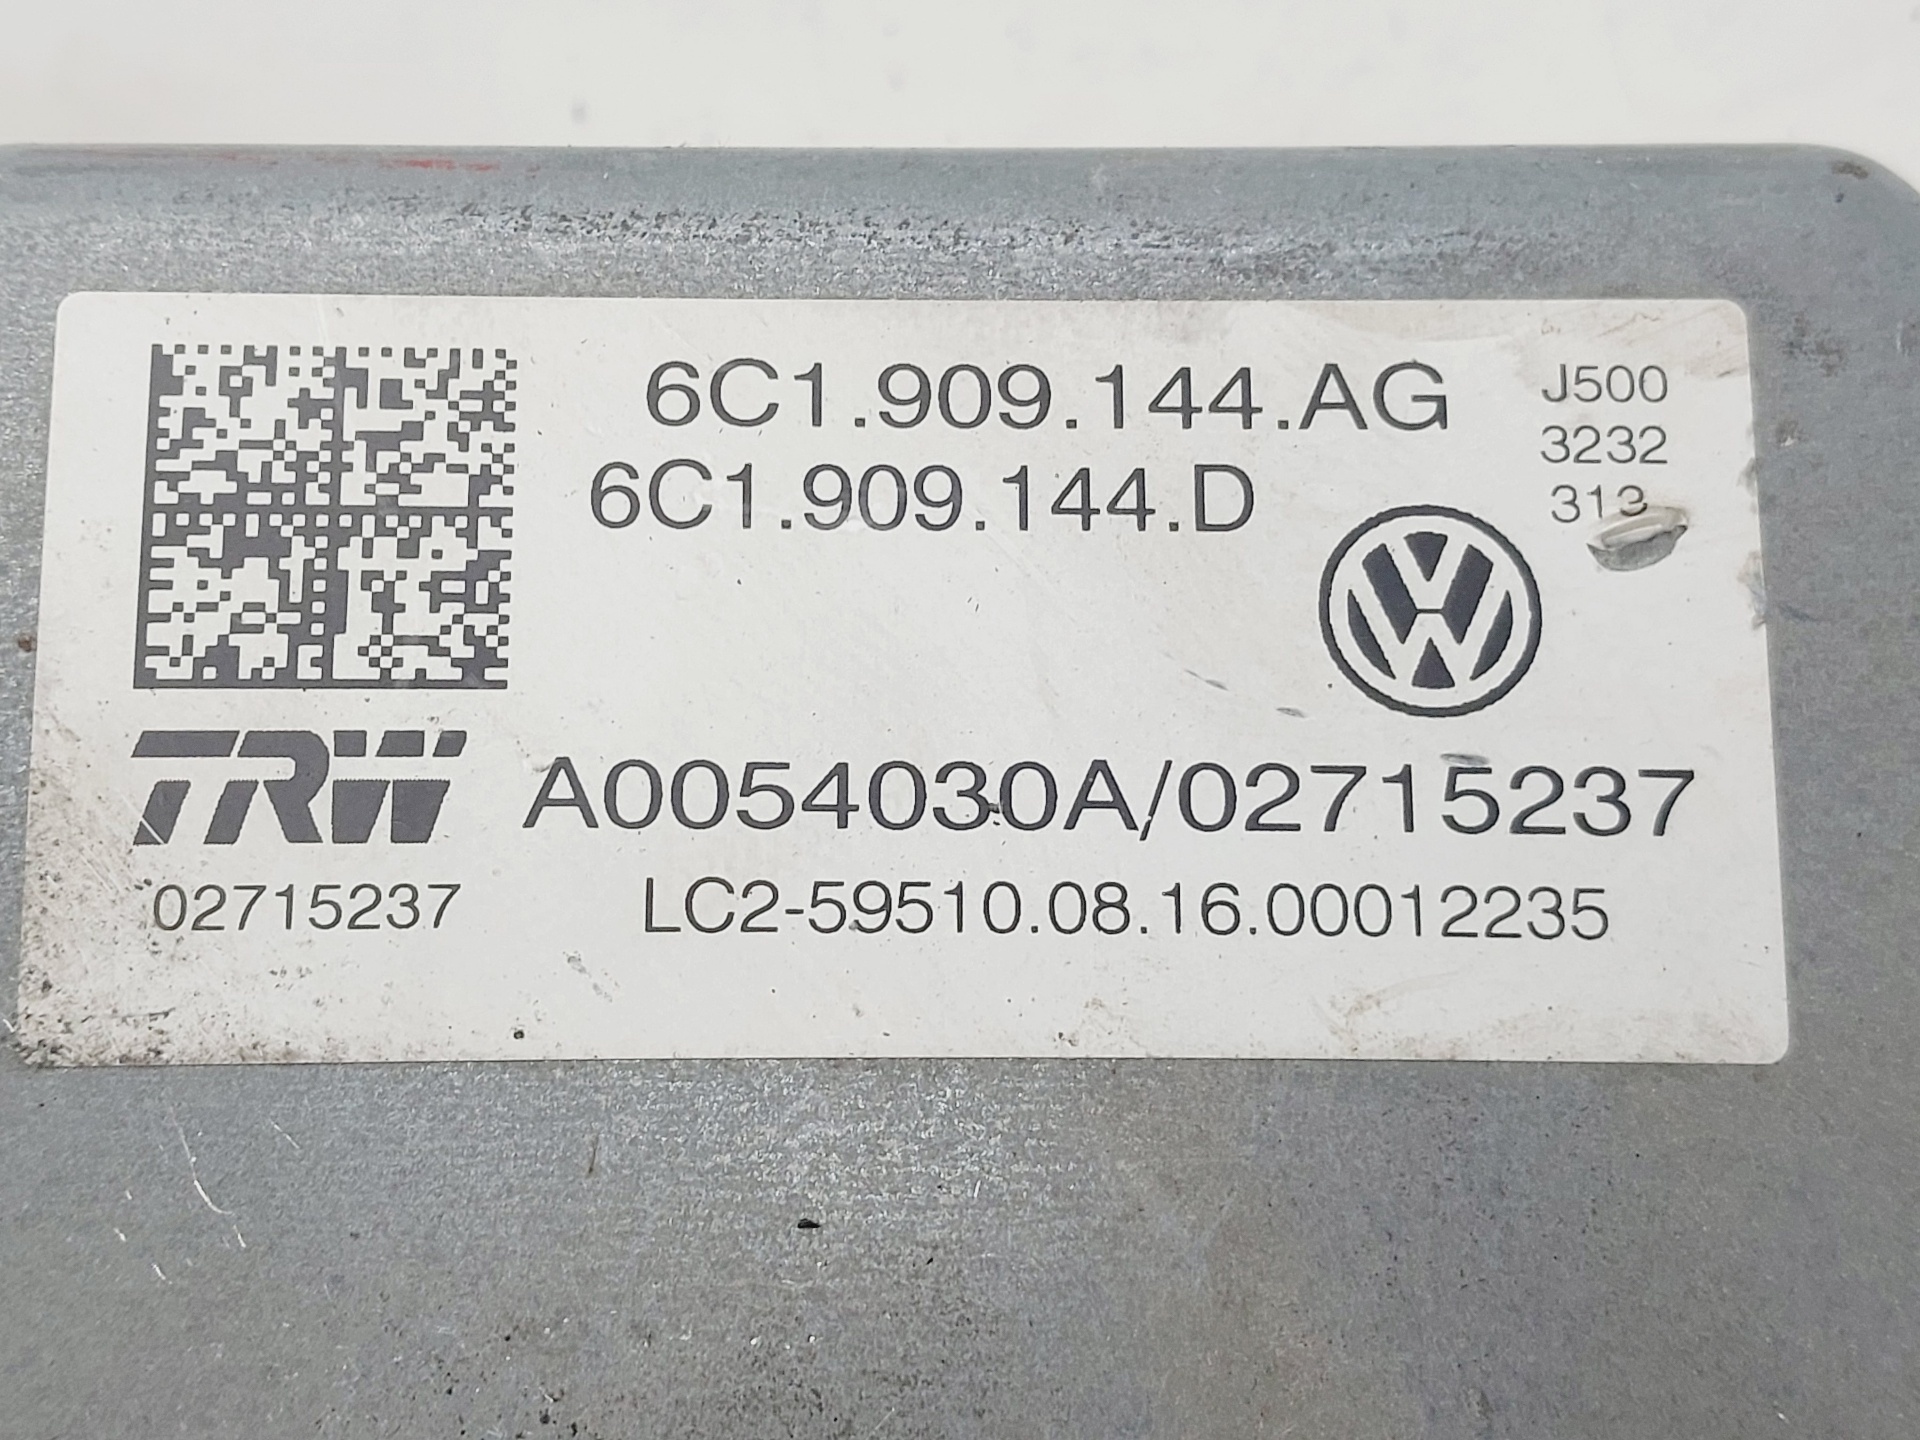 6C1.909.144.AG
6C1.909.144.D
J500
3232
313
TRW
A0054030A/02715237
02715237
LC2-59510.08.16.00012235